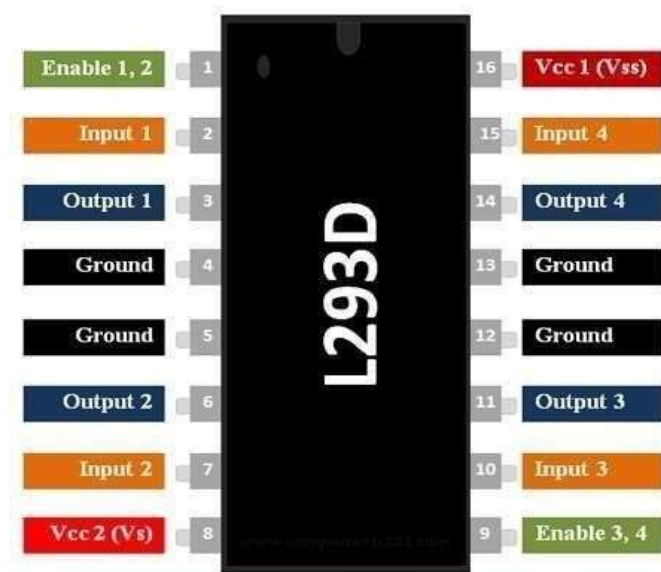 Enable 1, 2
1
16
Vcc 1 (Vss)
Input 1
2
15
Input 4
Output 1
3
14
Output 4
Ground
4
13
Ground
L293D
Ground
5
12
Ground
Output 2
6
11
Output 3
Input 2
7
10
Input 3
Vcc 2 (Vs)
8
9
Enable 3, 4